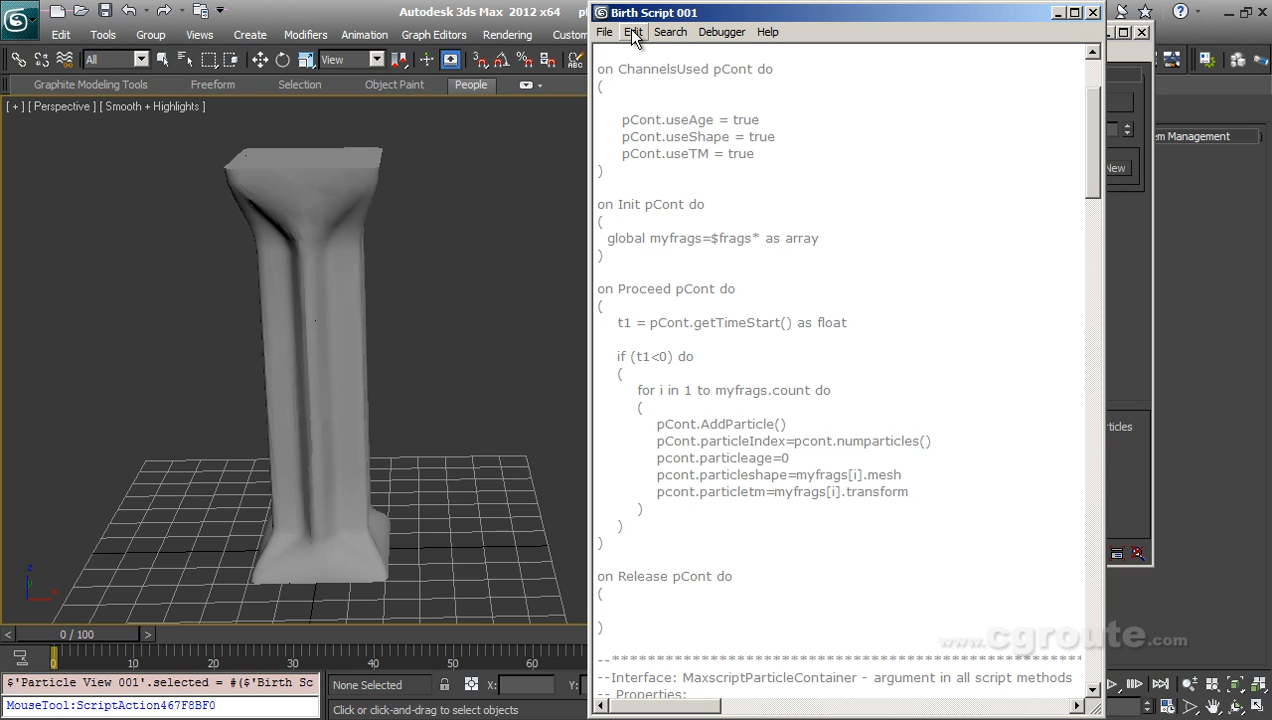 Autodesk 3ds Max 2012 x64
Edit Tools Group Views Create Modifiers Animation Graph Editors Rendering Custom
All
View
Graphite Modeling Tools Freeform Selection Object Paint People
[ + ] [ Perspective ] [ Smooth + Highlights ]
Birth Script 001
File Edit Search Debugger Help
on ChannelsUsed pCont do
(
pCont.useAge = true
pCont.useShape = true
pCont.useTM = true
)
on Init pCont do
(
global myfrags=$frags* as array
)
on Proceed pCont do
(
t1 = pCont.getTimeStart() as float
if (t1<0) do
(
for i in 1 to myfrags.count do
(
pCont.AddParticle()
pCont.particleIndex=pcont.numparticles()
pcont.particleage=0
pcont.particleshape=myfrags[i].mesh
pcont.particletm=myfrags[i].transform
)
)
)
on Release pCont do
(
)
--************************************************************
--Interface: MaxscriptParticleContainer - argument in all script methods
-- Properties:
em Management
New
ticles
www.cgroute.com
0 / 100
0 10 20 30 40 50 60
$'Particle View 001'.selected = #($'Birth Sc
MouseTool:ScriptAction467F8BF0
None Selected
X:
Y:
Click or click-and-drag to select objects